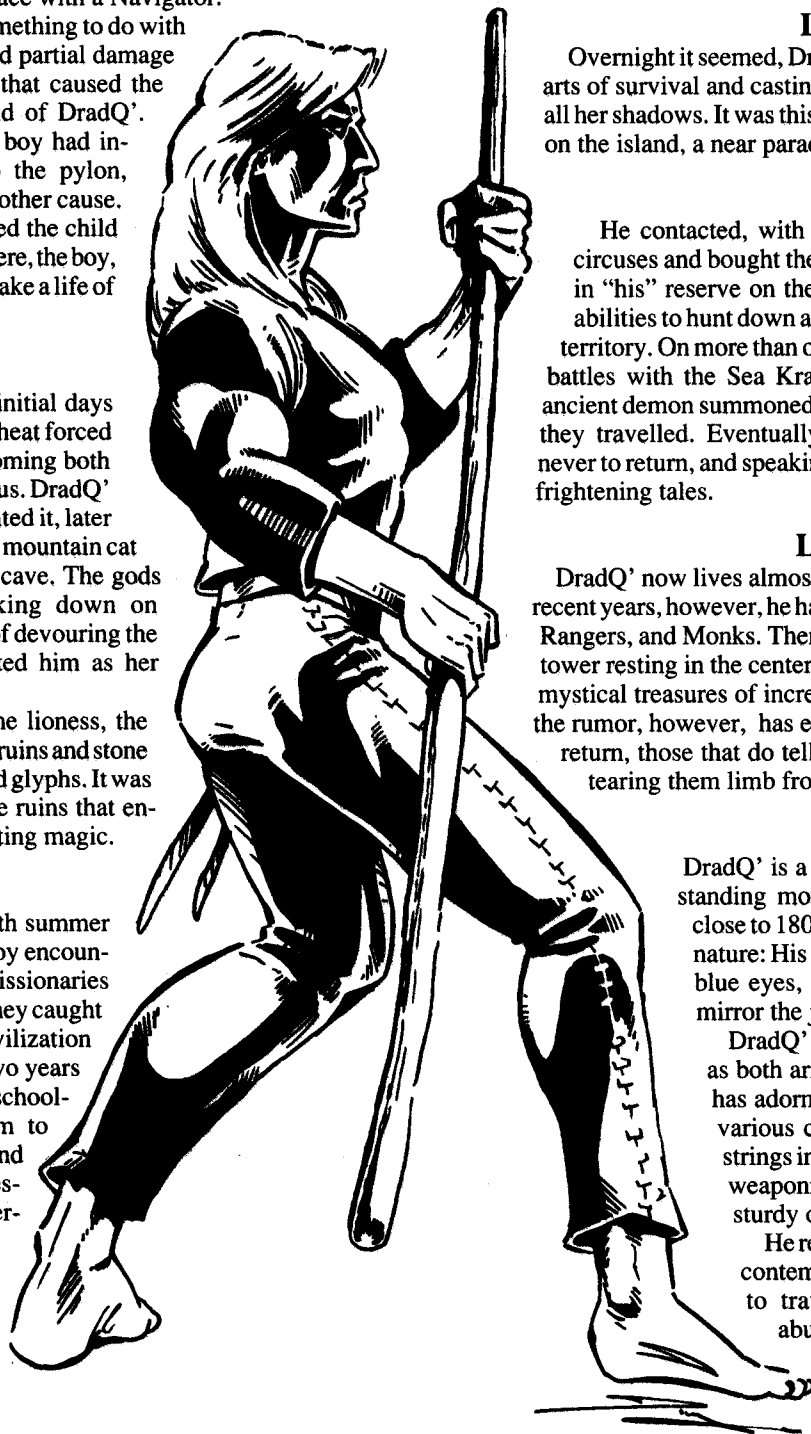 ace with a Navigator.
mething to do with
d partial damage
that caused the
d of DradQ'.
boy had in-
the pylon,
other cause.
ed the child
ere, the boy,
ake a life of
initial days
heat forced
oming both
us. DradQ'
ted it, later
mountain cat
cave. The gods
king down on
of devouring the
ted him as her
ne lioness, the
ruins and stone
d glyphs. It was
e ruins that en-
ting magic.
th summer
by encoun-
issionaries
hey caught
vilization
vo years
school-
m to
nd
es-
er-
Overnight it seemed, Dr
arts of survival and castin
all her shadows. It was this
on the island, a near parad
He contacted, with
circuses and bought the
in “his” reserve on the
abilities to hunt down a
territory. On more than o
battles with the Sea Kra
ancient demon summoned
they travelled. Eventually
never to return, and speakin
frightening tales.
L
DradQ' now lives almos
recent years, however, he ha
Rangers, and Monks. Ther
tower resting in the center
mystical treasures of incre
the rumor, however, has e
return, those that do tell
tearing them limb fro
DradQ' is a
standing mo
close to 180
nature: His
blue eyes,
mirror the
DradQ'
as both ar
has adorn
various c
strings in
weapon
sturdy c
He re
contem
to tra
abu